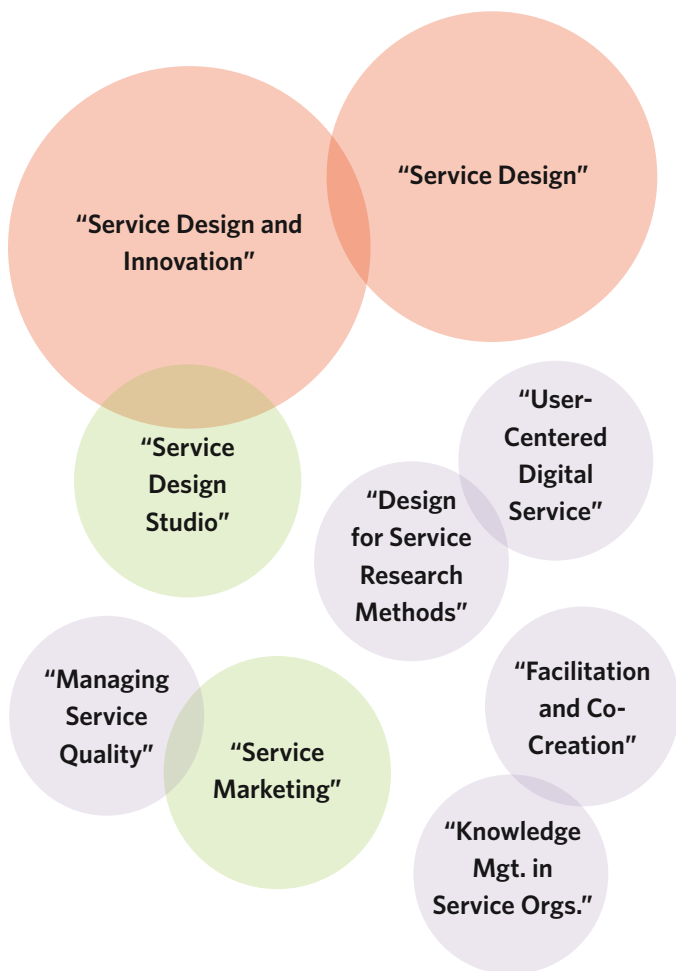 “Service Design”
“Service Design and
Innovation”
“User-
Centered
Digital
Service”
“Service
Design
Studio”
“Design
for Service
Research
Methods”
“Managing
Service
Quality”
“Service
Marketing”
“Facilitation
and Co-
Creation”
“Knowledge
Mgt. in
Service Orgs.”